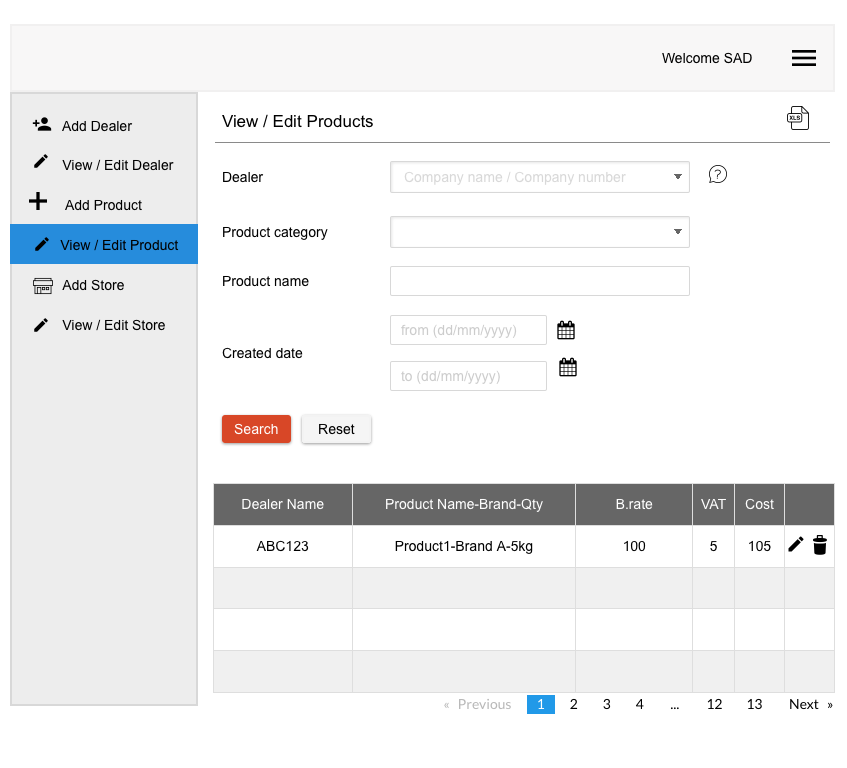 Welcome SAD
Add Dealer
View / Edit Dealer
Add Product
View / Edit Product
Add Store
View / Edit Store
View / Edit Products
XLS
Dealer
Company name / Company number
?
Product category
Product name
Created date
from (dd/mm/yyyy)
to (dd/mm/yyyy)
Search Reset
Dealer Name Product Name-Brand-Qty B.rate VAT Cost
ABC123 Product1-Brand A-5kg 100 5 105
« Previous 1 2 3 4 ... 12 13 Next »